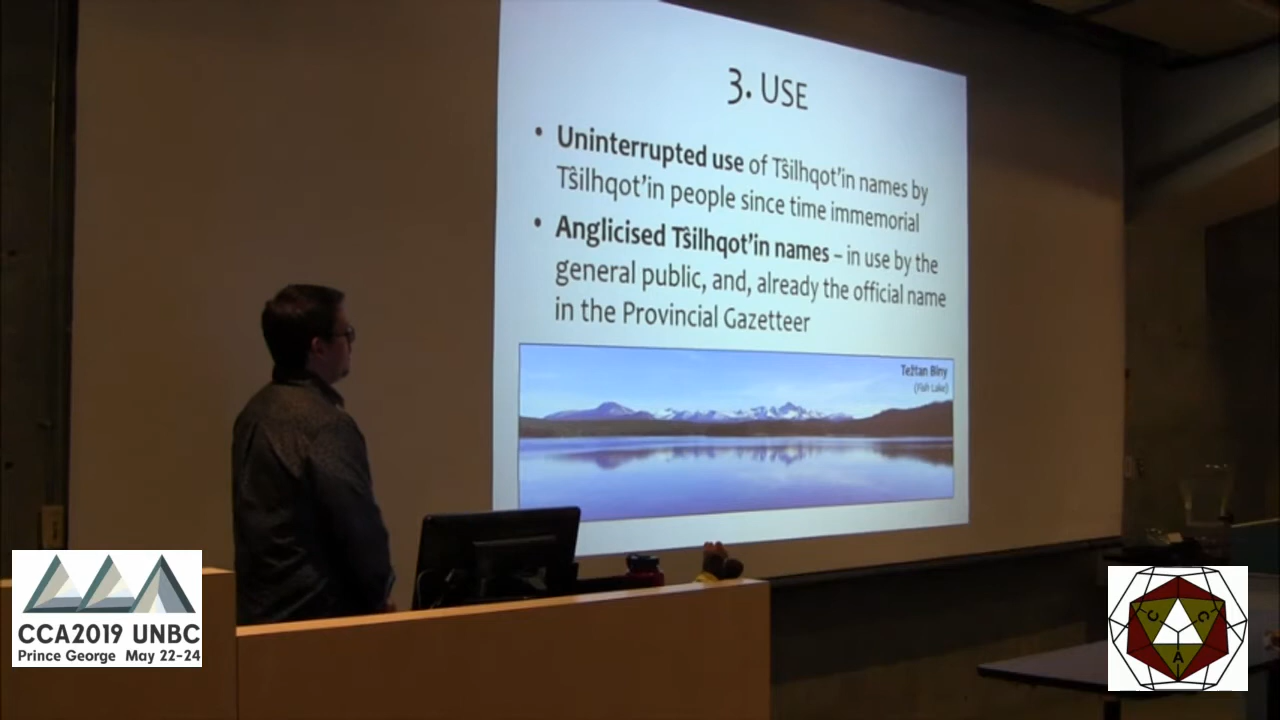 3. USE
• Uninterrupted use of Tŝilhqot'in names by
Tŝilhqot'in people since time immemorial
• Anglicised Tŝilhqot'in names – in use by the
general public, and, already the official name
in the Provincial Gazetteer
Teẑtan Biny
(Fish Lake)
CCA2019 UNBC
Prince George May 22-24
C C
A